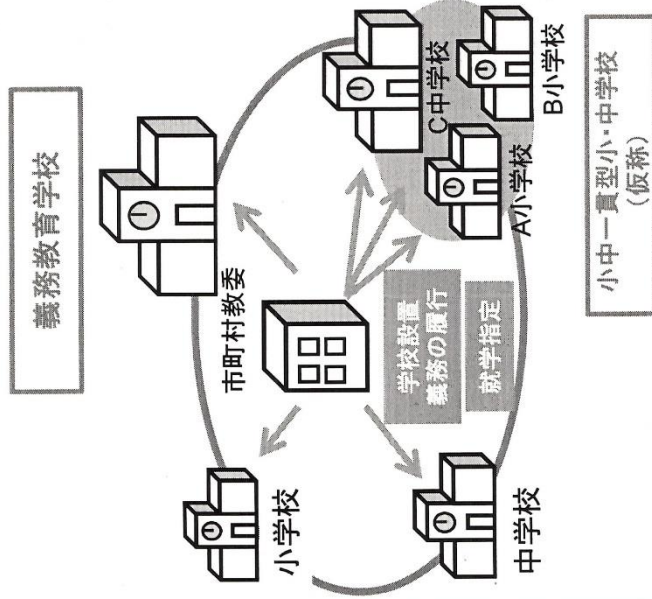 義務教育学校
市町村教委
小学校
中学校
学校設置
義務の履行
就学指定
C中学校
A小学校
B小学校
小中一貫型小・中学校
(仮称)